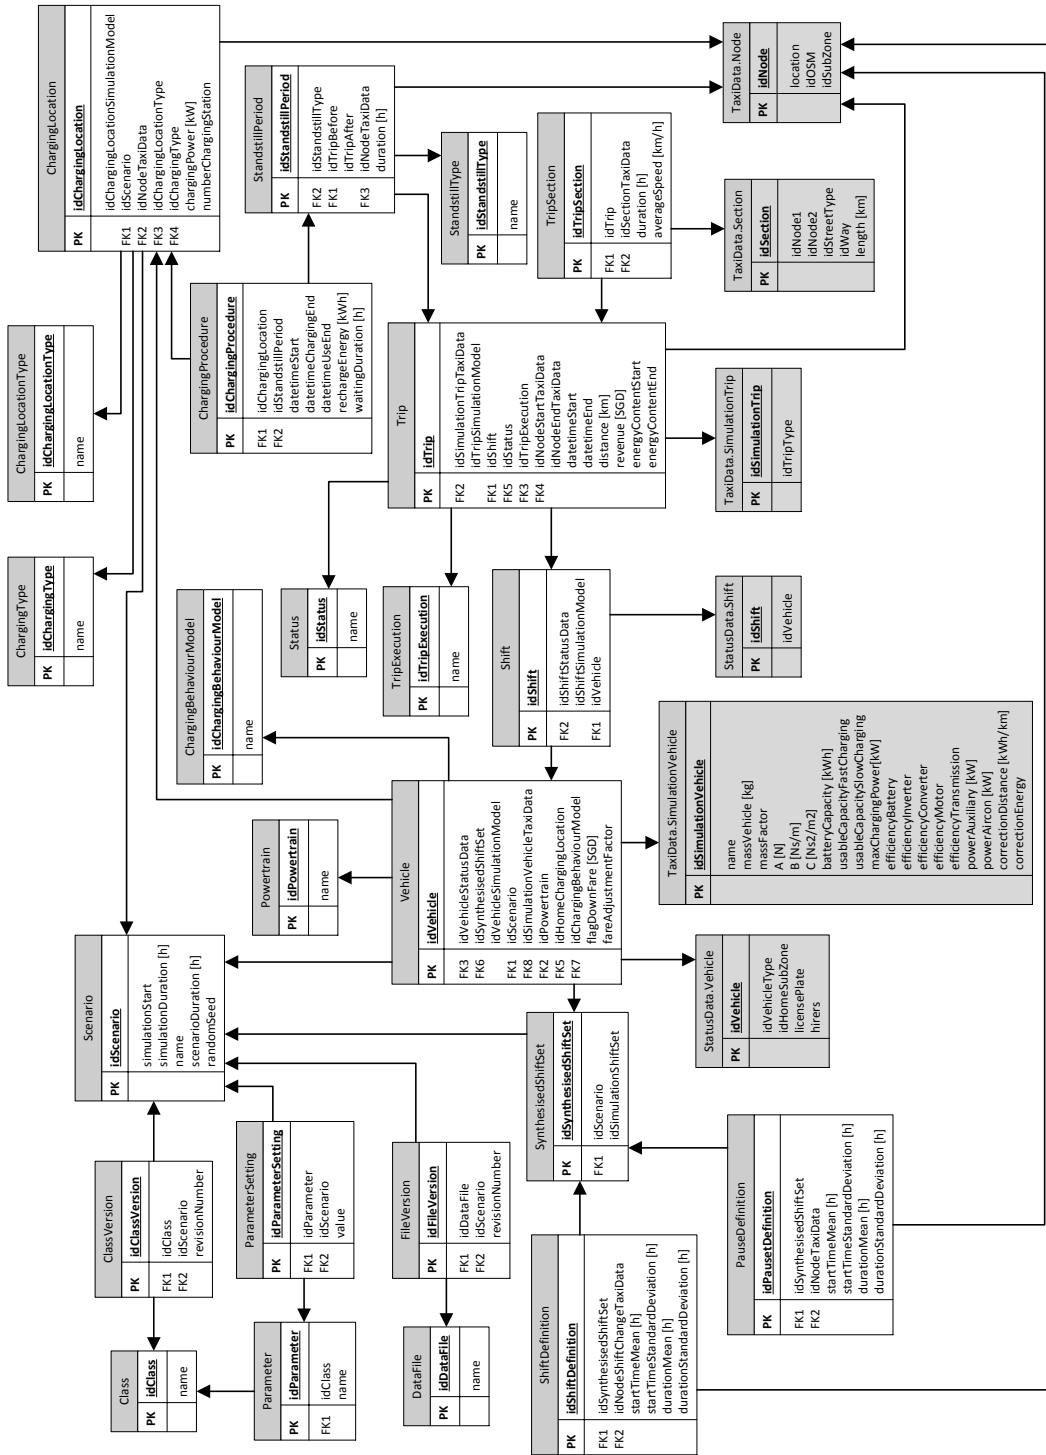 Class
PK idClass
name
ClassVersion
PK idClassVersion
FK1 idClass
FK2 idScenario
revisionNumber
Scenario
PK idScenario
simulationStart
simulationDuration [h]
name
scenarioDuration [h]
randomSeed
ChargingType
PK idChargingType
name
ChargingLocationType
PK idChargingLocationType
name
ChargingLocation
PK idChargingLocation
idChargingLocationSimulationModel
FK1 idScenario
FK2 idNodeTaxiData
FK3 idChargingLocationType
FK4 idChargingType
chargingPower [kW]
numberChargingStation
Parameter
PK idParameter
FK1 idClass
name
ParameterSetting
PK idParameterSetting
FK1 idParameter
FK2 idScenario
value
Powertrain
PK idPowertrain
name
ChargingBehaviourModel
PK idChargingBehaviourModel
name
ChargingProcedure
PK idChargingProcedure
FK1 idChargingLocation
FK2 idStandstillPeriod
datetimeStart
datetimeChargingEnd
datetimeUseEnd
rechargeEnergy [kWh]
waitingDuration [h]
StandstillPeriod
PK idStandstillPeriod
FK2 idStandstillType
FK1 idTripBefore
idTripAfter
FK3 idNodeTaxiData
duration [h]
DataFile
PK idDataFile
name
FileVersion
PK idFileVersion
FK1 idDataFile
FK2 idScenario
revisionNumber
Status
PK idStatus
name
StandstillType
PK idStandstillType
name
Vehicle
PK idVehicle
FK3 idVehicleStatusData
FK6 idSynthesisedShiftSet
idVehicleSimulationModel
FK1 idScenario
FK8 idSimulationVehicleTaxiData
FK2 idPowertrain
FK5 idHomeChargingLocation
FK7 idChargingBehaviourModel
flagDownFare [SGD]
fareAdjustmentFactor
TripExecution
PK idTripExecution
name
Trip
PK idTrip
FK2 idSimulationTripTaxiData
idTripSimulationModel
FK1 idShift
FK5 idStatus
FK3 idTripExecution
FK4 idNodeStartTaxiData
idNodeEndTaxiData
datetimeStart
datetimeEnd
distance [km]
revenue [SGD]
energyContentStart
energyContentEnd
TripSection
PK idTripSection
FK1 idTrip
FK2 idSectionTaxiData
duration [h]
averageSpeed [km/h]
Shift
PK idShift
FK2 idShiftStatusData
idShiftSimulationModel
FK1 idVehicle
ShiftDefinition
PK idShiftDefinition
FK1 idSynthesisedShiftSet
FK2 idNodeShiftChangeTaxiData
startTimeMean [h]
startTimeStandardDeviation [h]
durationMean [h]
durationStandardDeviation [h]
SynthesisedShiftSet
PK idSynthesisedShiftSet
FK1 idScenario
idSimulationShiftSet
PauseDefinition
PK idPausetDefinition
FK1 idSynthesisedShiftSet
FK2 idNodeTaxiData
startTimeMean [h]
startTimeStandardDeviation [h]
durationMean [h]
durationStandardDeviation [h]
StatusData.Vehicle
PK idVehicle
idVehicleType
idHomeSubZone
licensePlate
hirers
TaxiData.SimulationVehicle
PK idSimulationVehicle
name
massVehicle [kg]
massFactor
A [N]
B [Ns/m]
C [Ns2/m2]
batteryCapacity [kWh]
usableCapacityFastCharging
usableCapacitySlowCharging
maxChargingPower[kW]
efficiencyBattery
efficiencyInverter
efficiencyConverter
efficiencyMotor
efficiencyTransmission
powerAuxiliary [kW]
powerAircon [kW]
correctionDistance [kWh/km]
correctionEnergy
StatusData.Shift
PK idShift
idVehicle
TaxiData.SimulationTrip
PK idSimulationTrip
idTripType
TaxiData.Section
PK idSection
idNode1
idNode2
idStreetType
idWay
length [km]
TaxiData.Node
PK idNode
location
idOSM
idSubZone